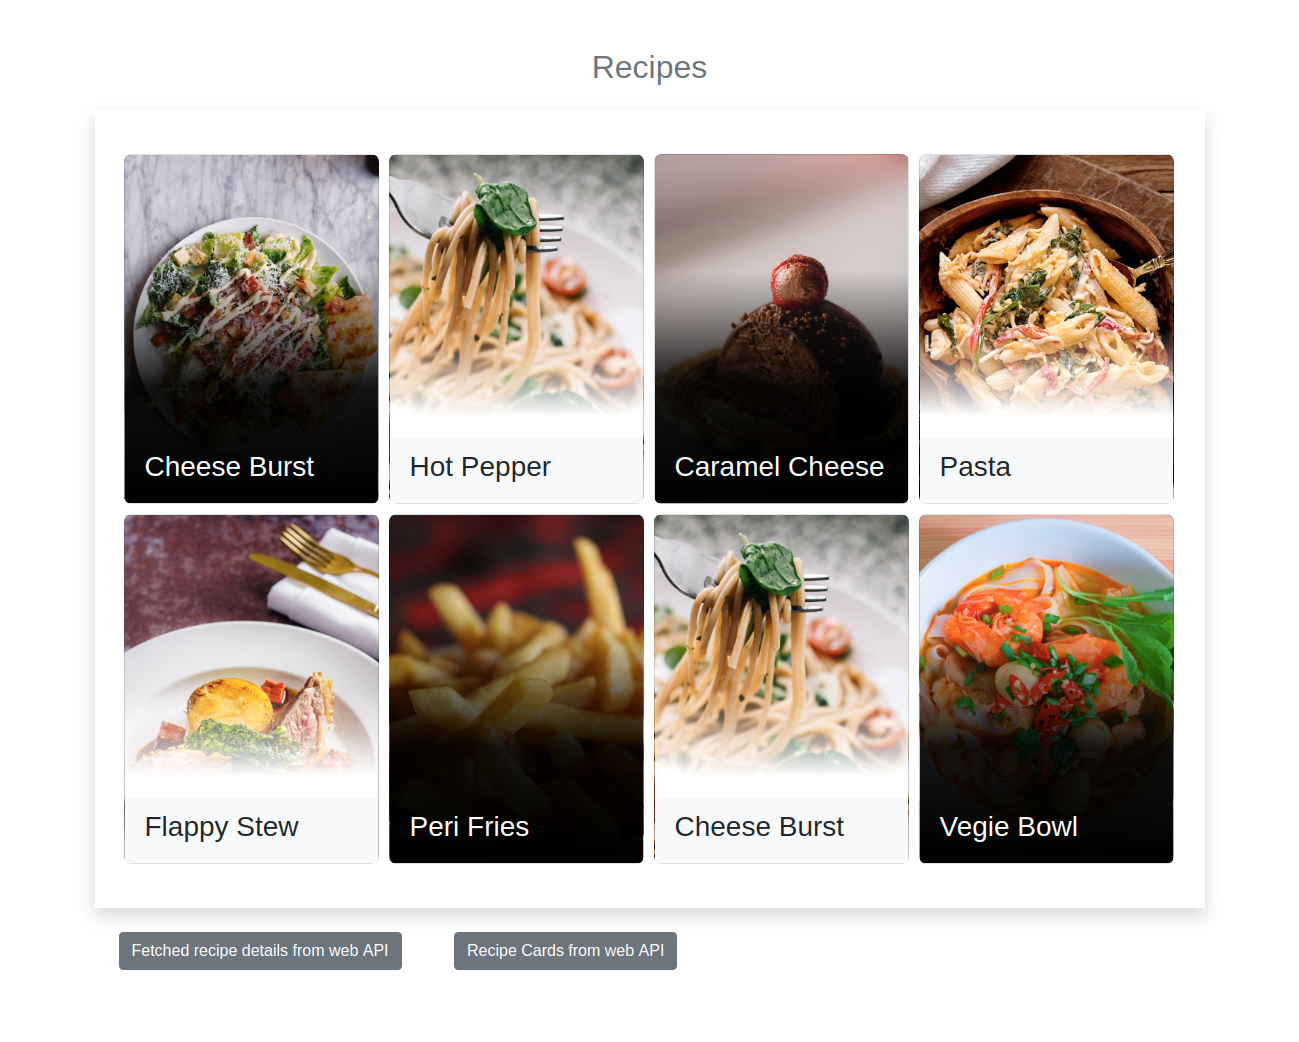 Recipes
Cheese Burst
Hot Pepper
Caramel Cheese
Pasta
Flappy Stew
Peri Fries
Cheese Burst
Vegie Bowl
Fetched recipe details from web API
Recipe Cards from web API